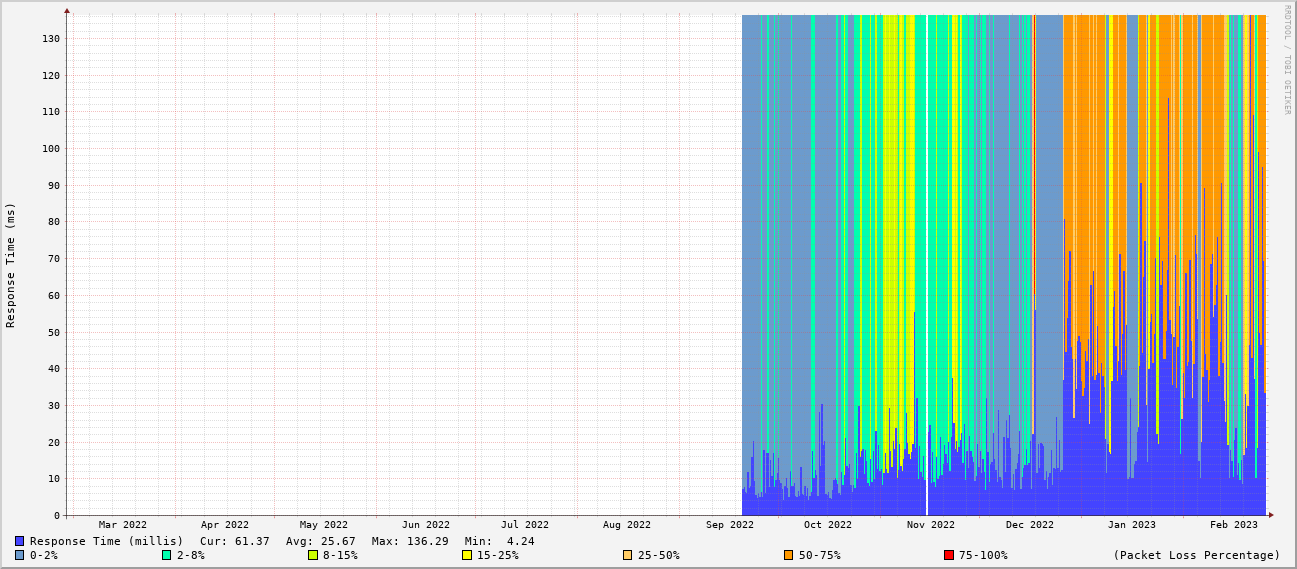 RRDTOOL / TOBI OETIKER
Response Time (ms)
130
120
110
100
90
80
70
60
50
40
30
20
10
0
Mar 2022 Apr 2022 May 2022 Jun 2022 Jul 2022 Aug 2022 Sep 2022 Oct 2022 Nov 2022 Dec 2022 Jan 2023 Feb 2023
Response Time (millis) Cur: 61.37 Avg: 25.67 Max: 136.29 Min: 4.24
0-2% 2-8% 8-15% 15-25% 25-50% 50-75% 75-100% (Packet Loss Percentage)